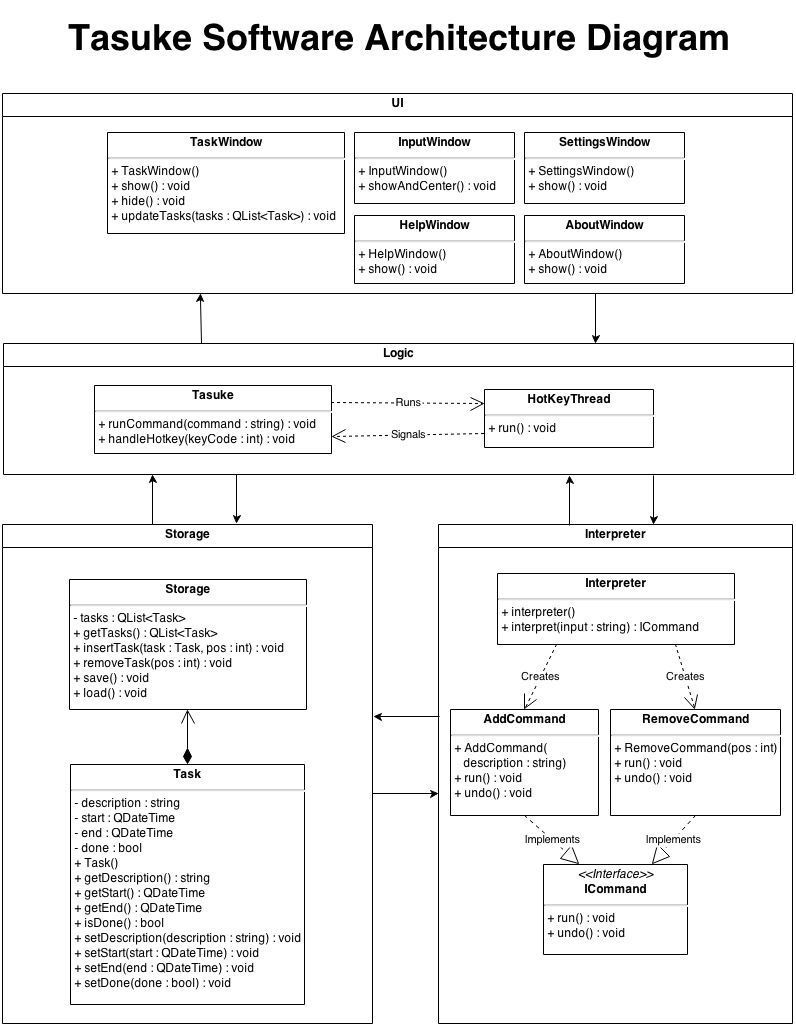 Tasuke Software Architecture Diagram
UI
TaskWindow
+ TaskWindow()
+ show() : void
+ hide() : void
+ updateTasks(tasks : QList<Task>) : void
InputWindow
+ InputWindow()
+ showAndCenter() : void
SettingsWindow
+ SettingsWindow()
+ show() : void
HelpWindow
+ HelpWindow()
+ show() : void
AboutWindow
+ AboutWindow()
+ show() : void
Logic
Tasuke
+ runCommand(command : string) : void
+ handleHotkey(keyCode : int) : void
Runs
Signals
HotKeyThread
+ run() : void
Storage
Storage
- tasks : QList<Task>
+ getTasks() : QList<Task>
+ insertTask(task : Task, pos : int) : void
+ removeTask(pos : int) : void
+ save() : void
+ load() : void
Task
- description : string
- start : QDateTime
- end : QDateTime
- done : bool
+ Task()
+ getDescription() : string
+ getStart() : QDateTime
+ getEnd() : QDateTime
+ isDone() : bool
+ setDescription(description : string) : void
+ setStart(start : QDateTime) : void
+ setEnd(end : QDateTime) : void
+ setDone(done : bool) : void
Interpreter
Interpreter
+ interpreter()
+ interpret(input : string) : ICommand
Creates
Creates
AddCommand
+ AddCommand(
description : string)
+ run() : void
+ undo() : void
RemoveCommand
+ RemoveCommand(pos : int)
+ run() : void
+ undo() : void
Implements
Implements
<<Interface>>
ICommand
+ run() : void
+ undo() : void